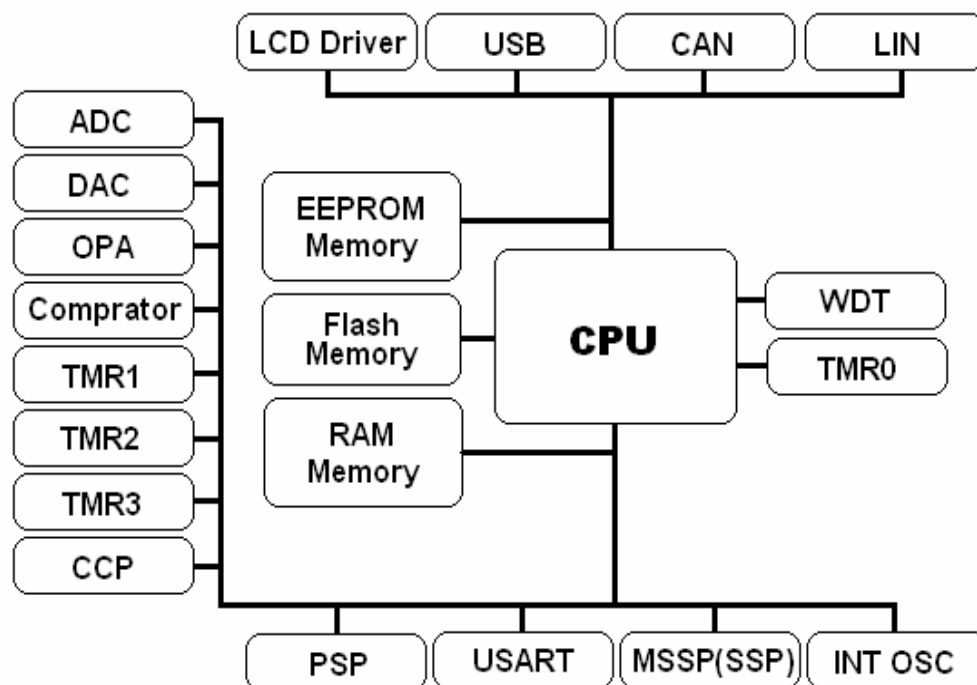 LCD Driver
USB
CAN
LIN
ADC
DAC
OPA
Comprator
TMR1
TMR2
TMR3
CCP
EEPROM
Memory
Flash
Memory
RAM
Memory
CPU
WDT
TMR0
PSP
USART
MSSP(SSP)
INT OSC